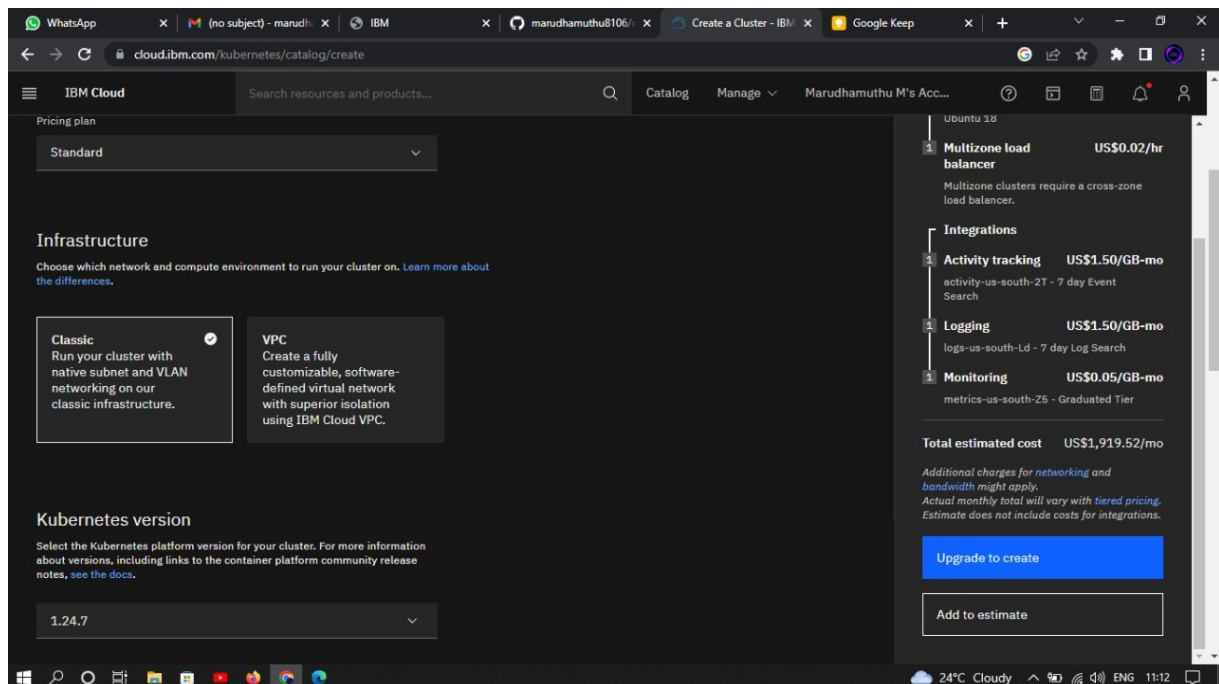 WhatsApp
(no subject) - marudh
IBM
marudhamuthu8106/r
Create a Cluster - IBM
Google Keep
cloud.ibm.com/kubernetes/catalog/create
IBM Cloud
Search resources and products...
Catalog
Manage
Marudhamuthu M's Acc...
Pricing plan
Standard
Infrastructure
Choose which network and compute environment to run your cluster on. Learn more about
the differences.
Classic
Run your cluster with
native subnet and VLAN
networking on our
classic infrastructure.
VPC
Create a fully
customizable, software-
defined virtual network
with superior isolation
using IBM Cloud VPC.
Kubernetes version
Select the Kubernetes platform version for your cluster. For more information
about versions, including links to the container platform community release
notes, see the docs.
1.24.7
Ubuntu 18
1 Multizone load US$0.02/hr
balancer
Multizone clusters require a cross-zone
load balancer.
Integrations
1 Activity tracking US$1.50/GB-mo
activity-us-south-2T - 7 day Event
Search
1 Logging US$1.50/GB-mo
logs-us-south-Ld - 7 day Log Search
1 Monitoring US$0.05/GB-mo
metrics-us-south-Z5 - Graduated Tier
Total estimated cost US$1,919.52/mo
Additional charges for networking and
bandwidth might apply.
Actual monthly total will vary with tiered pricing.
Estimate does not include costs for integrations.
Upgrade to create
Add to estimate
24°C Cloudy
ENG
11:12